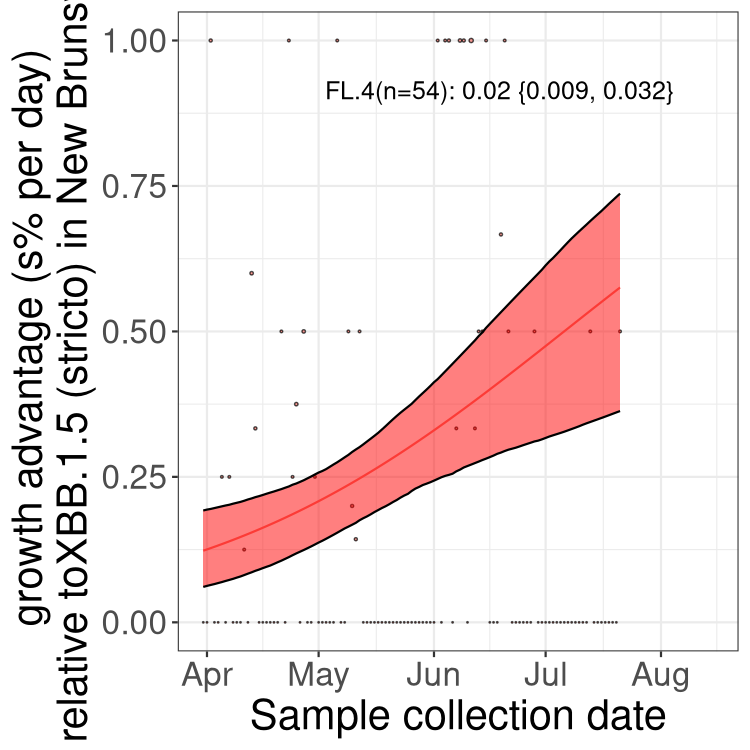 growth advantage (s% per day)
relative toXBB.1.5 (stricto) in New Bruns
1.00
0.75
0.50
0.25
0.00
FL.4(n=54): 0.02 {0.009, 0.032}
Apr May Jun Jul Aug
Sample collection date